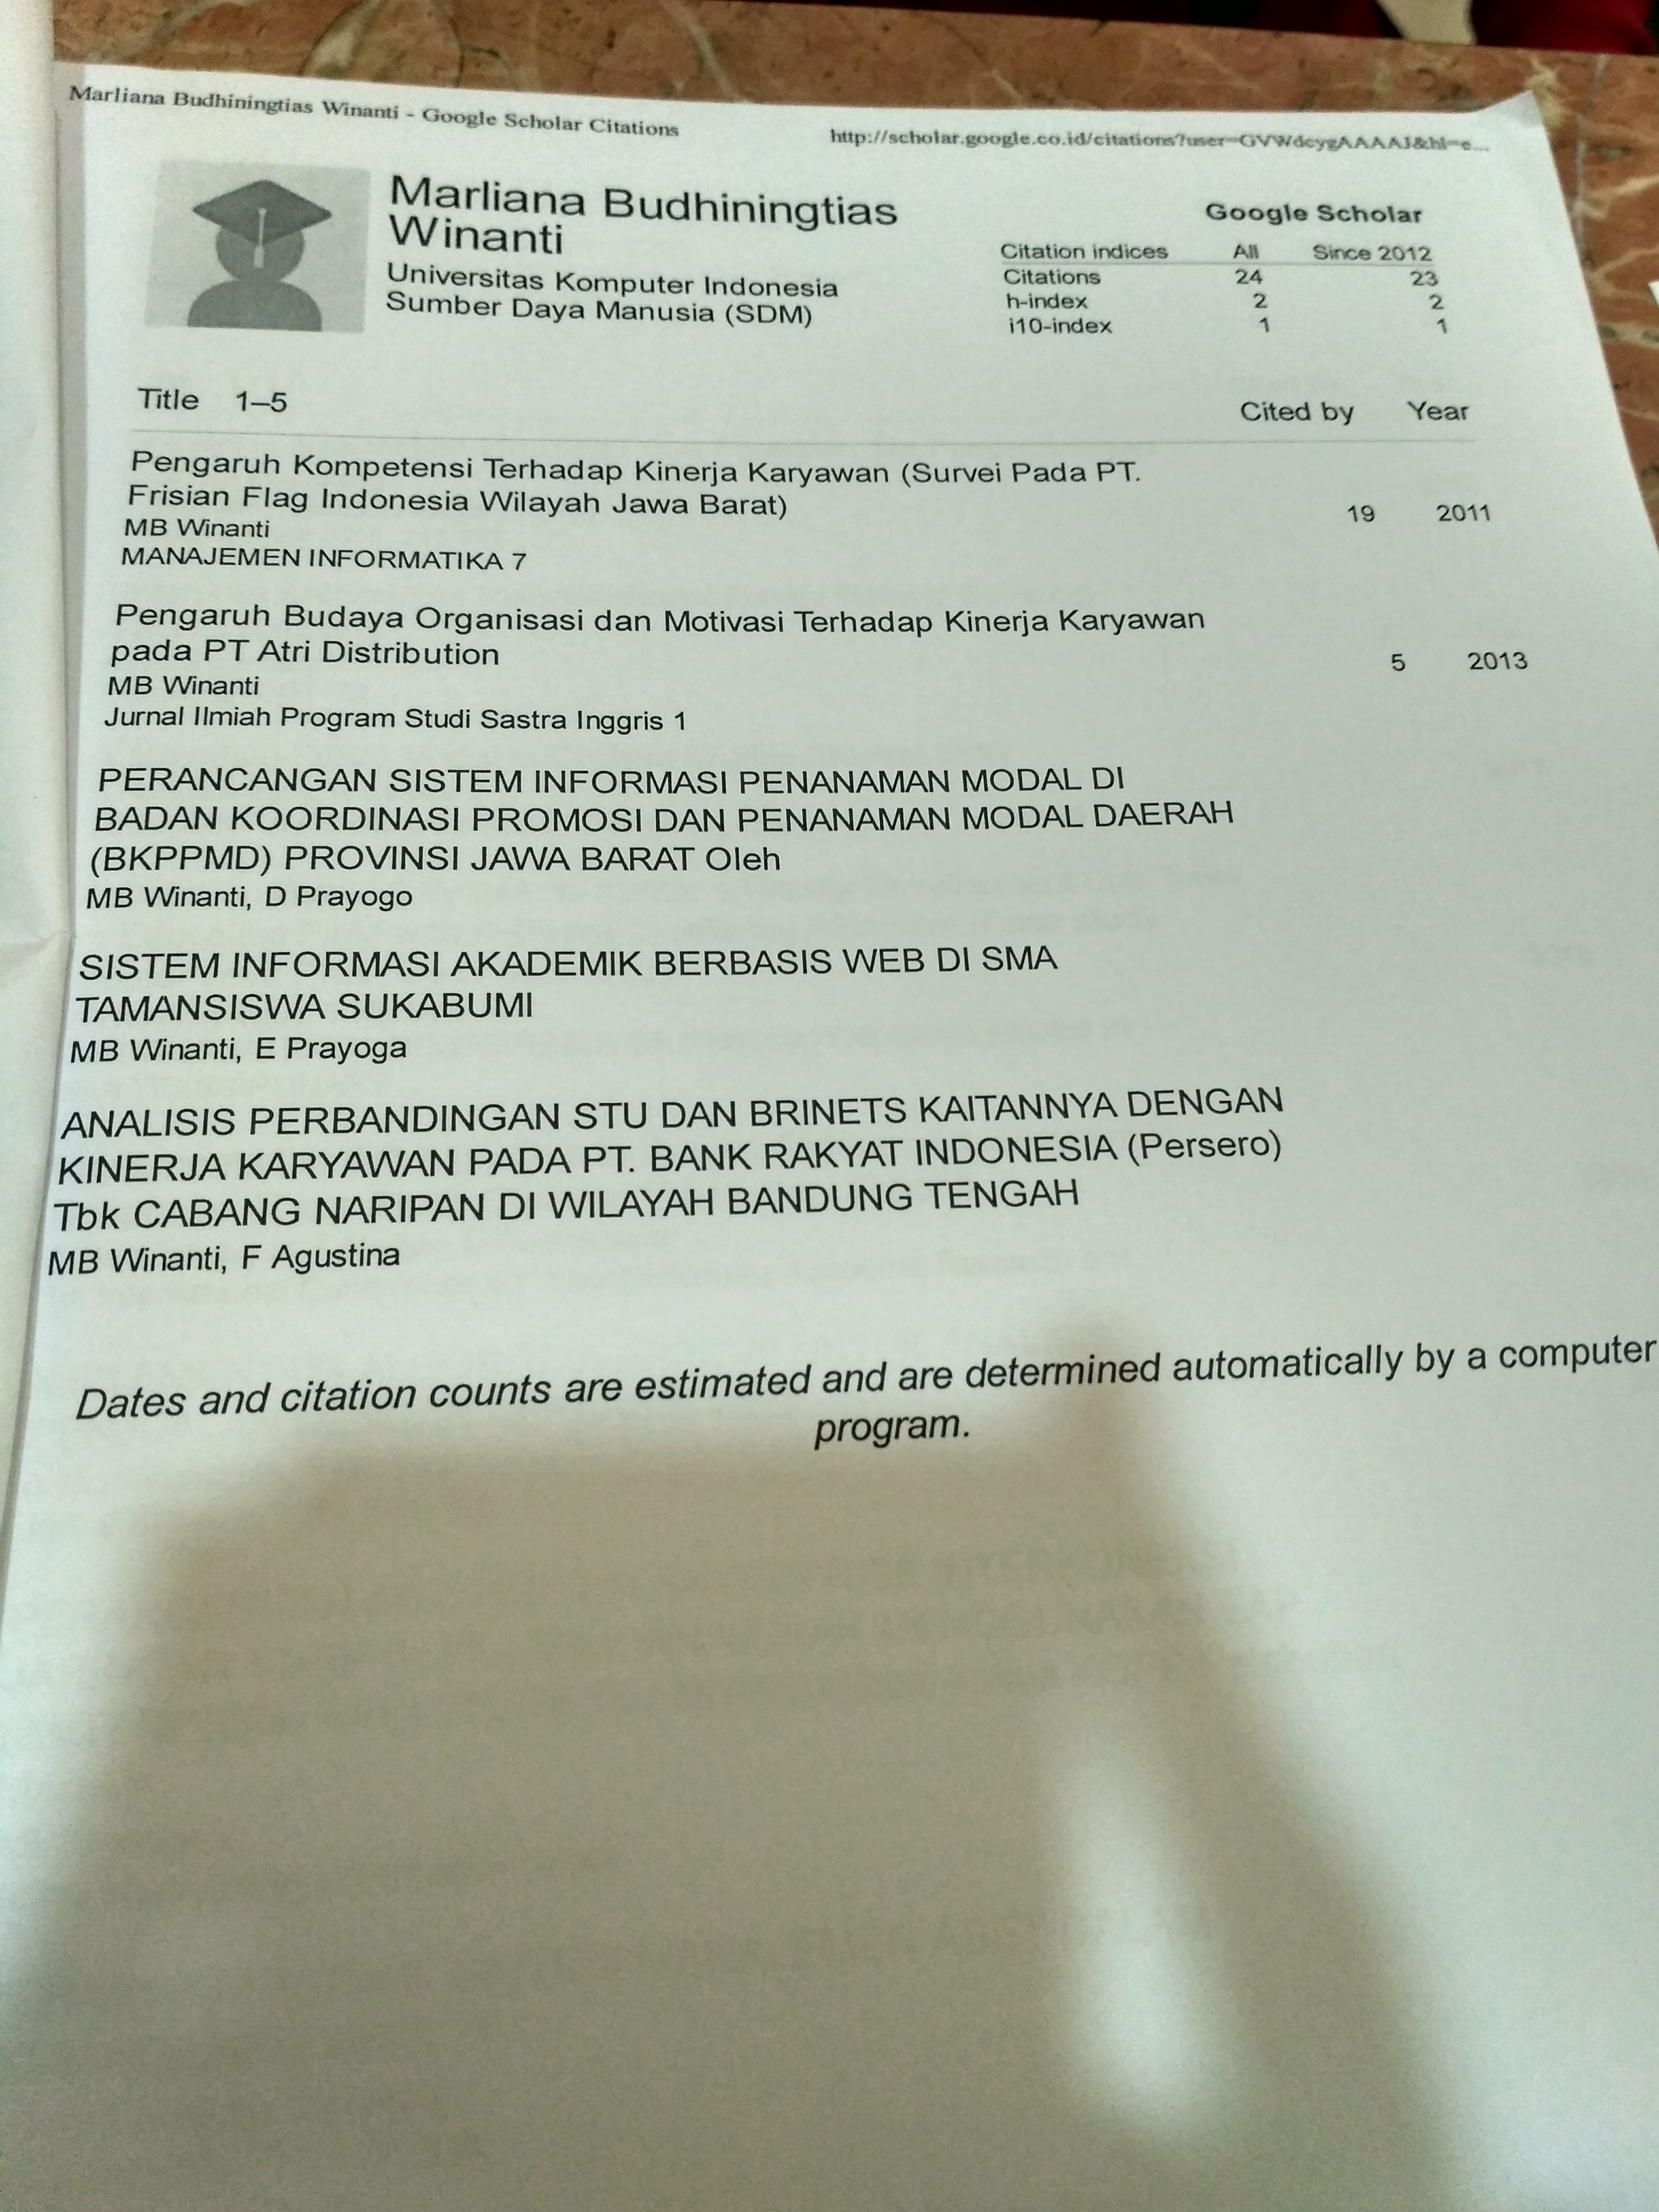 Marliana Budhiningtias Winanti - Google Scholar Citations
http://scholar.google.co.id/citations?user=GVWdcygAAAAJ&hl=e...
Marliana Budhiningtias
Winanti
Universitas Komputer Indonesia
Sumber Daya Manusia (SDM)
Google Scholar
Citation indices All Since 2012
Citations 24 23
h-index 2 2
i10-index 1 1
Title 1–5 Cited by Year
Pengaruh Kompetensi Terhadap Kinerja Karyawan (Survei Pada PT.
Frisian Flag Indonesia Wilayah Jawa Barat) 19 2011
MB Winanti
MANAJEMEN INFORMATIKA 7
Pengaruh Budaya Organisasi dan Motivasi Terhadap Kinerja Karyawan
pada PT Atri Distribution 5 2013
MB Winanti
Jurnal Ilmiah Program Studi Sastra Inggris 1
PERANCANGAN SISTEM INFORMASI PENANAMAN MODAL DI
BADAN KOORDINASI PROMOSI DAN PENANAMAN MODAL DAERAH
(BKPPMD) PROVINSI JAWA BARAT Oleh
MB Winanti, D Prayogo
SISTEM INFORMASI AKADEMIK BERBASIS WEB DI SMA
TAMANSISWA SUKABUMI
MB Winanti, E Prayoga
ANALISIS PERBANDINGAN STU DAN BRINETS KAITANNYA DENGAN
KINERJA KARYAWAN PADA PT. BANK RAKYAT INDONESIA (Persero)
Tbk CABANG NARIPAN DI WILAYAH BANDUNG TENGAH
MB Winanti, F Agustina
Dates and citation counts are estimated and are determined automatically by a computer
program.